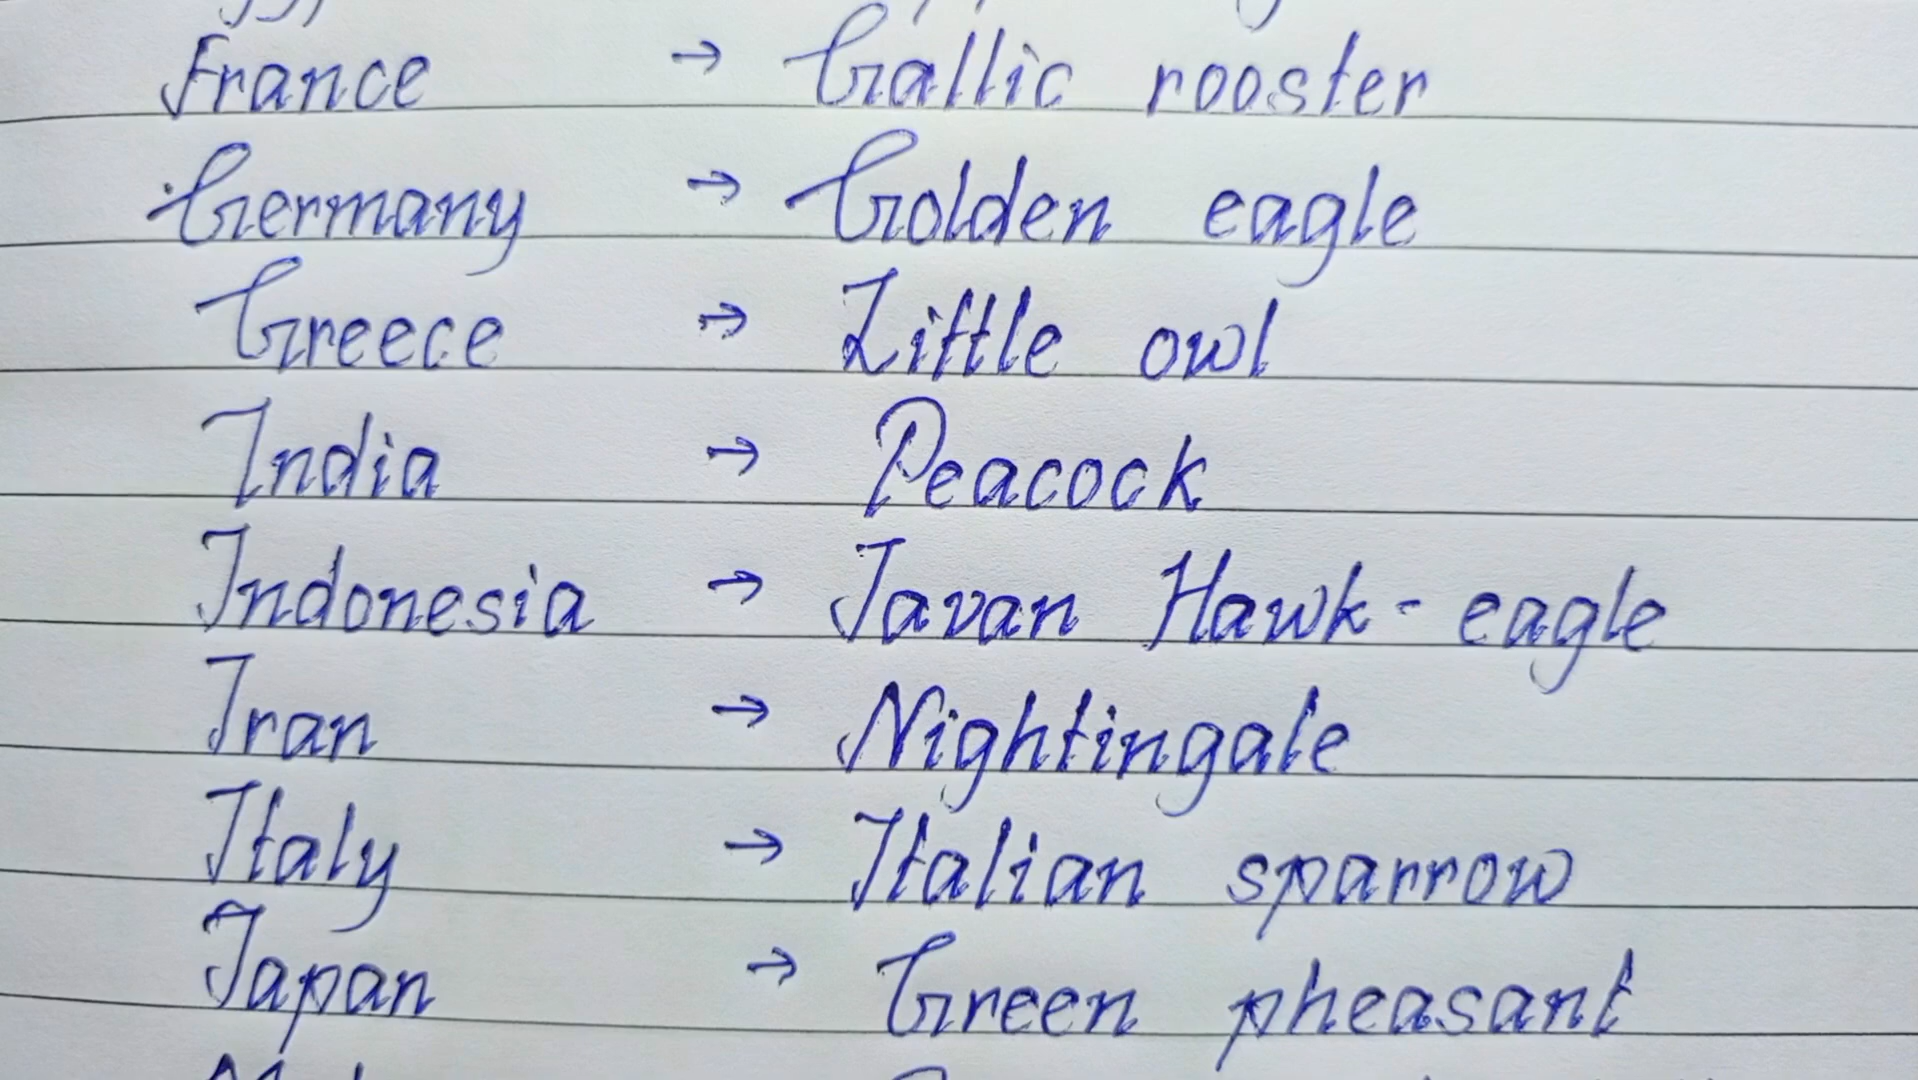 France → Gallic rooster
Germany → Golden eagle
Greece → Little owl
India → Peacock
Indonesia → Javan Hawk-eagle
Iran → Nightingale
Italy → Italian sparrow
Japan → Green pheasant